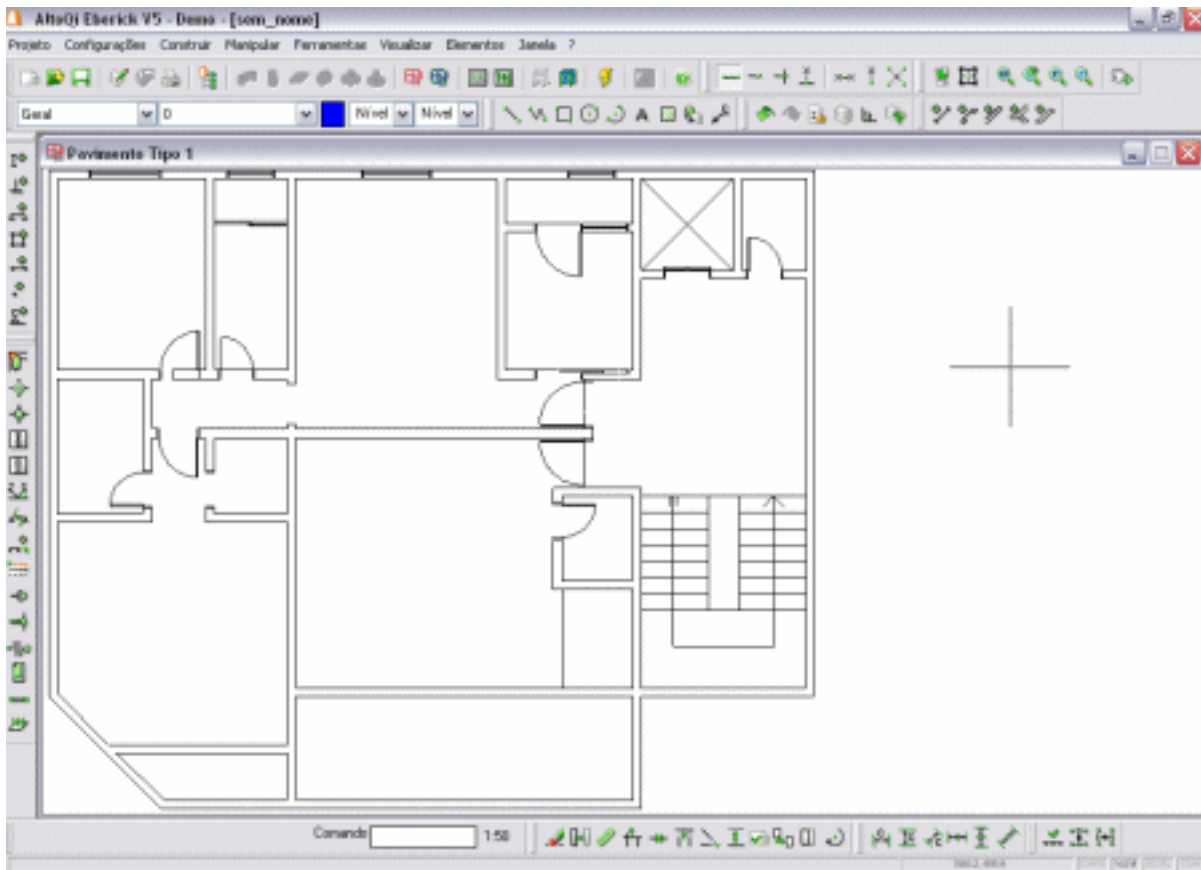 AltoQi Eberick V5 - Demo - [sem_nome]
Projeto Configurações Construir Manipular Ferramentas Visualizar Elementos Janela ?
Geral 0 Nível Nível
Pavimento Tipo 1
Comando 1:50